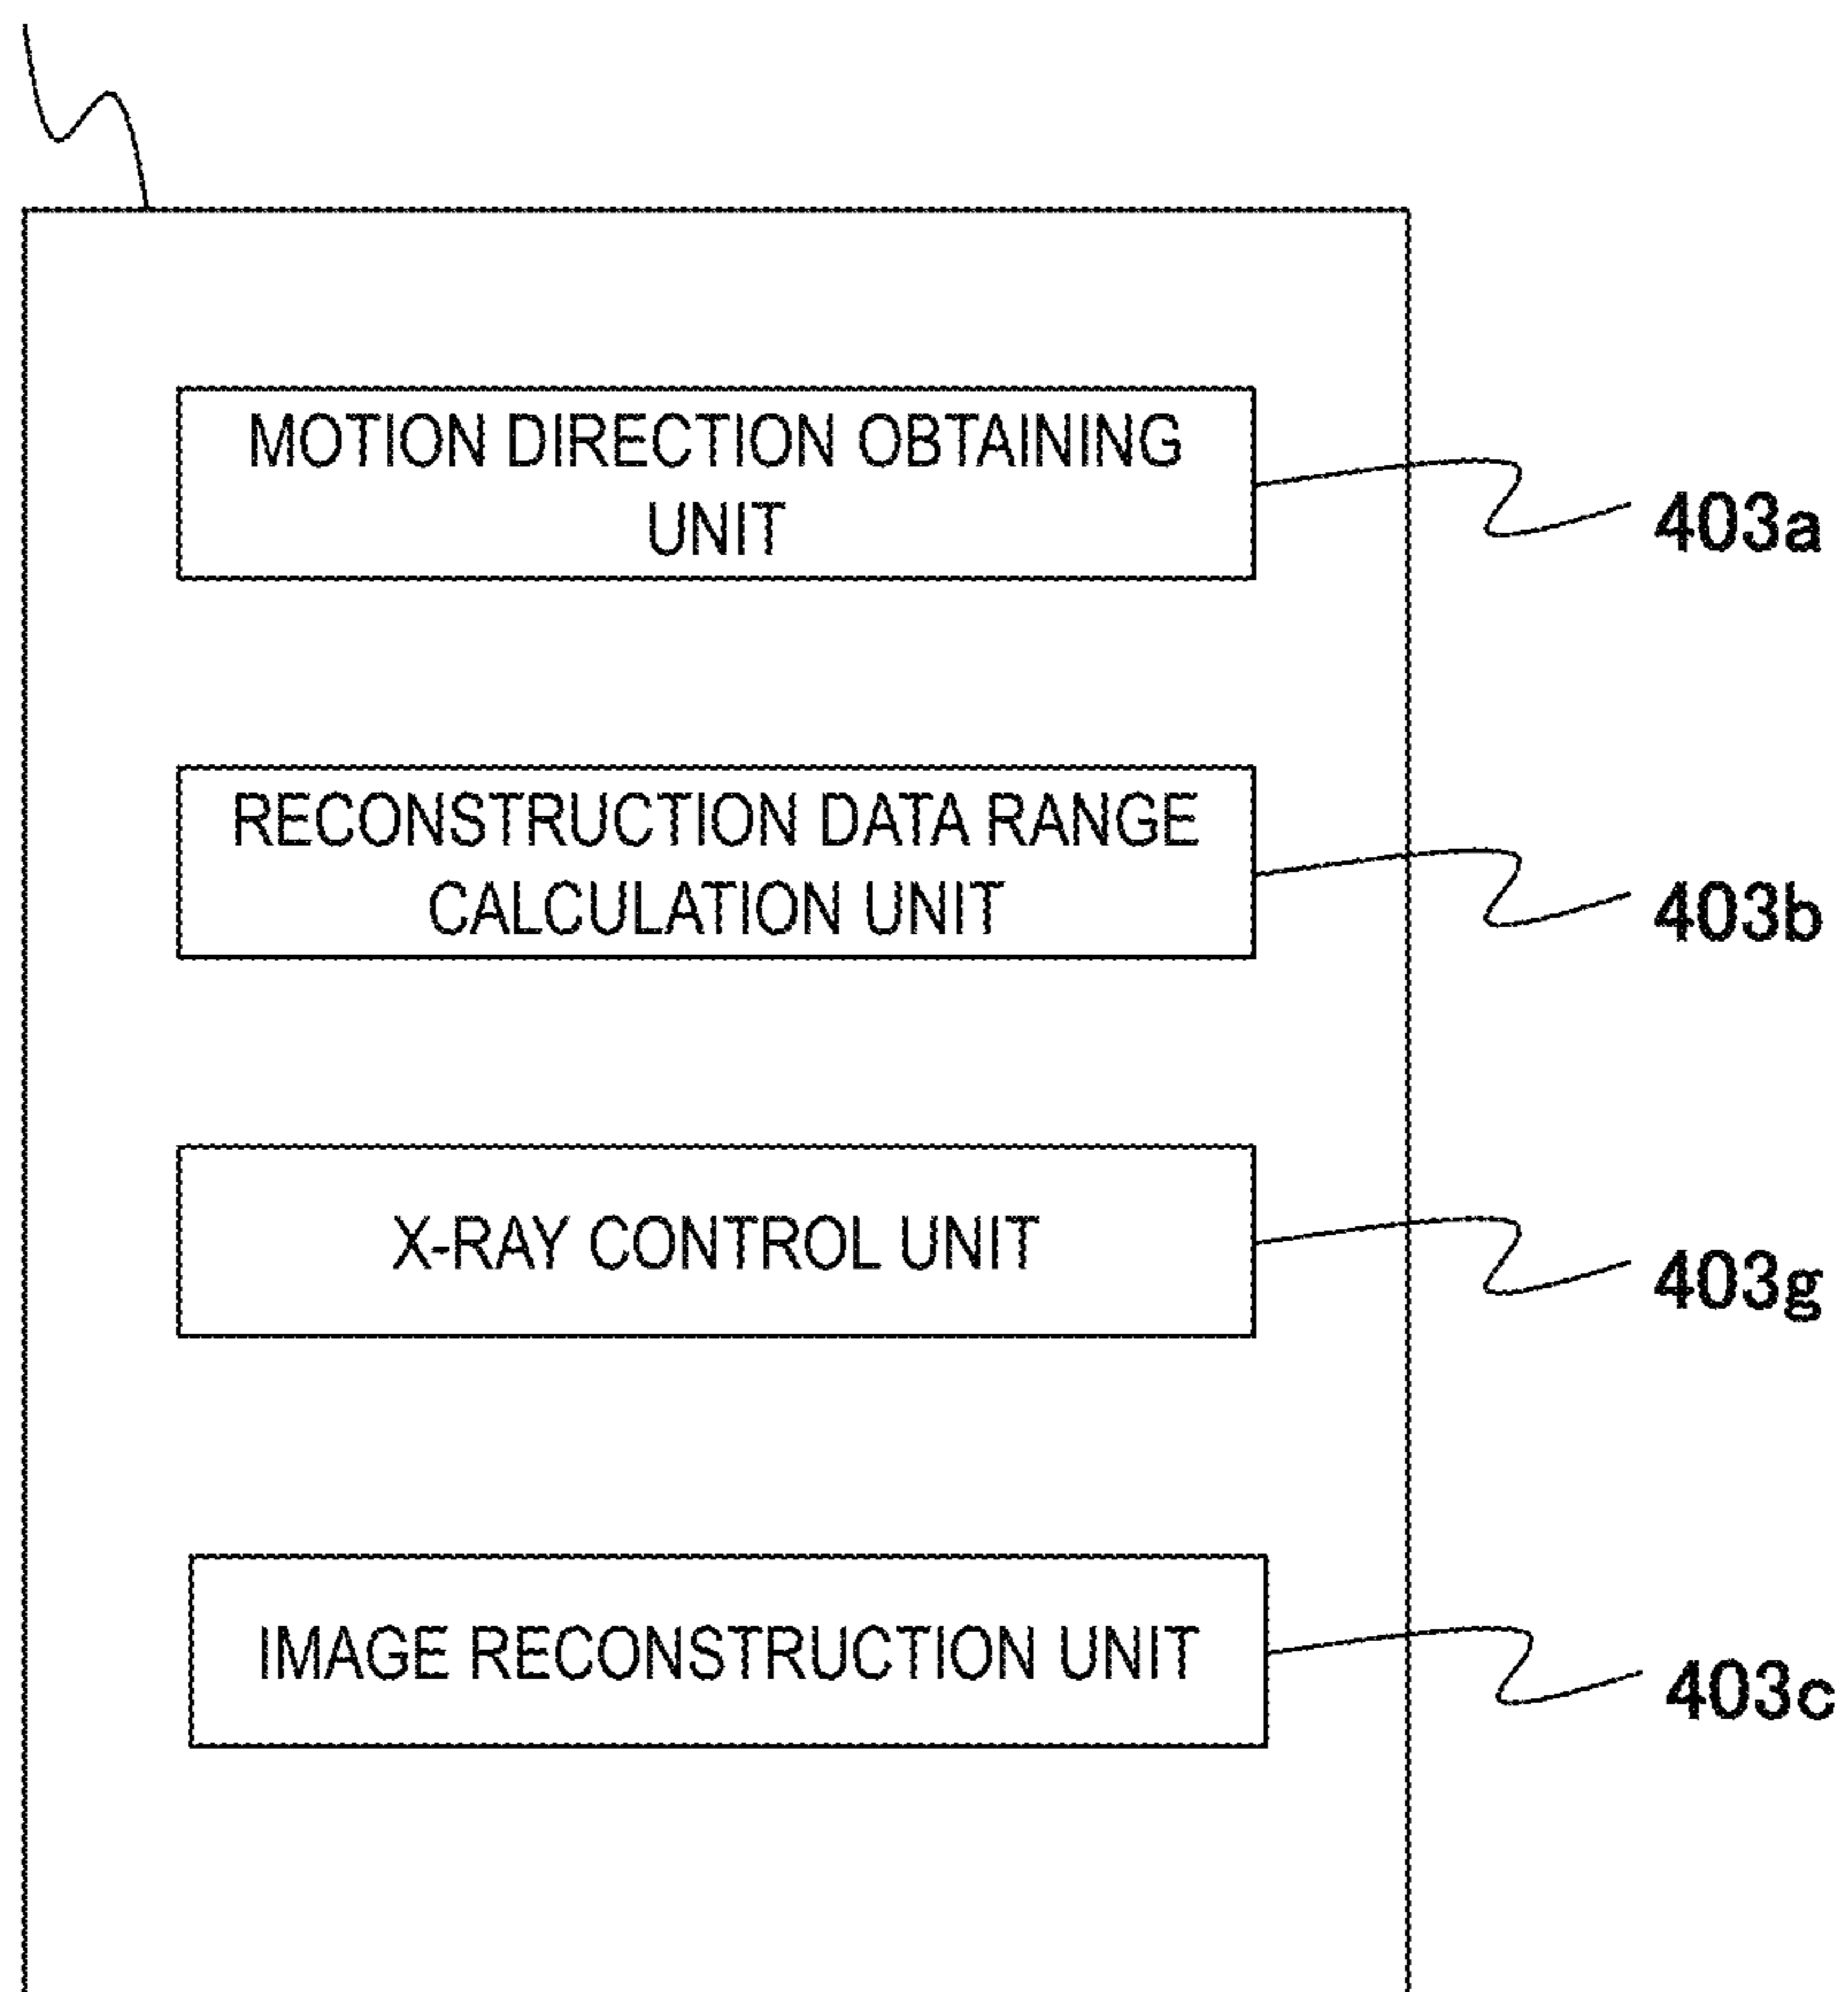 MOTION DIRECTION OBTAINING
UNIT
403a
RECONSTRUCTION DATA RANGE
CALCULATION UNIT
403b
X-RAY CONTROL UNIT
403g
IMAGE RECONSTRUCTION UNIT
403c